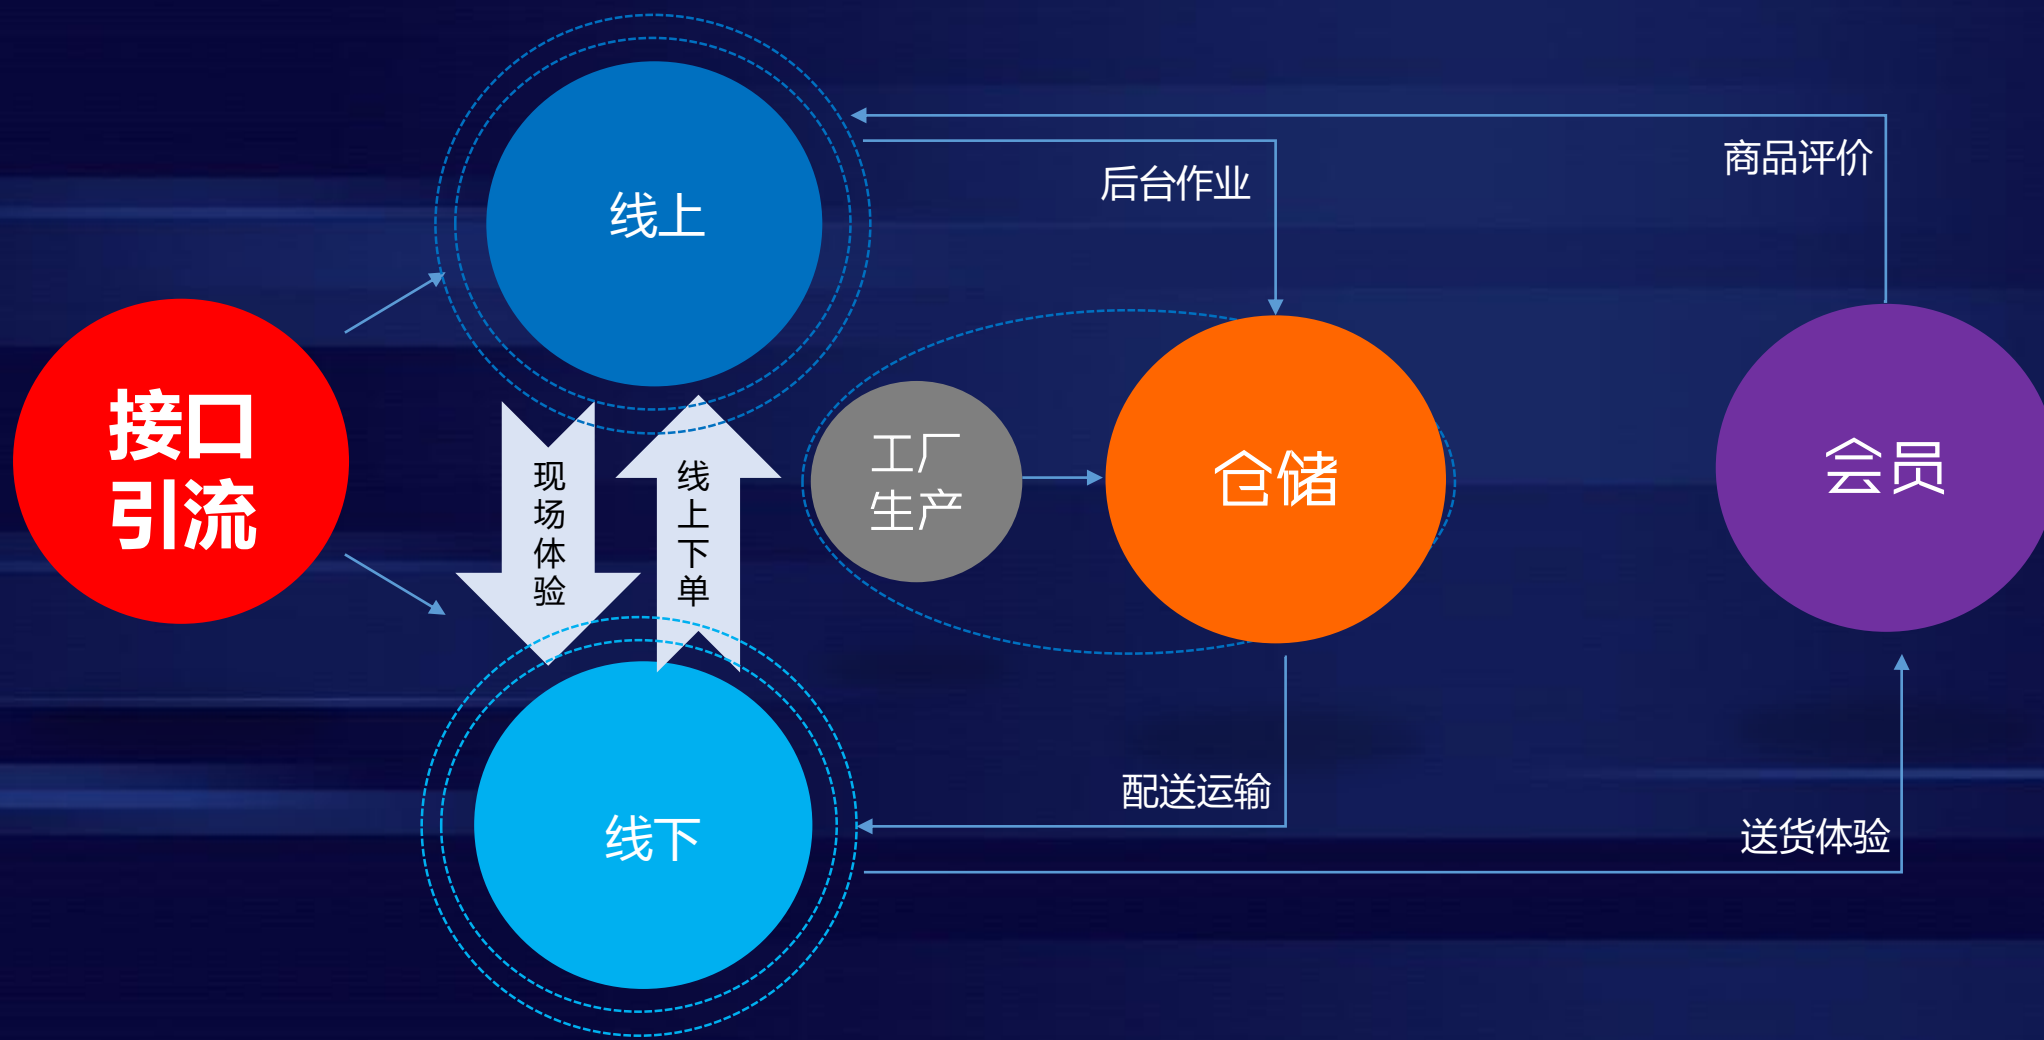 线上
后台作业
商品评价
接口
引流
现
场
体
验
线
上
下
单
工厂
生产
仓储
会员
线下
配送运输
送货体验